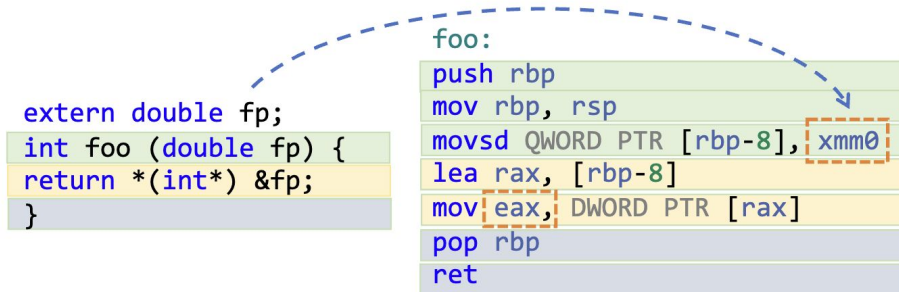 extern double fp;
int foo (double fp) {
return *(int*) &fp;
}
foo:
push rbp
mov rbp, rsp
movsd QWORD PTR [rbp-8], xmm0
lea rax, [rbp-8]
mov eax, DWORD PTR [rax]
pop rbp
ret